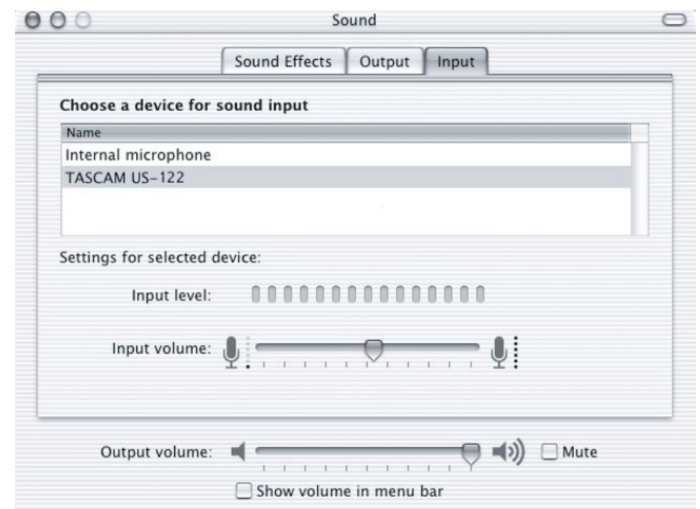 Sound
Sound Effects Output Input
Choose a device for sound input
Name
Internal microphone
TASCAM US-122
Settings for selected device:
Input level:
Input volume:
Output volume: Mute
Show volume in menu bar